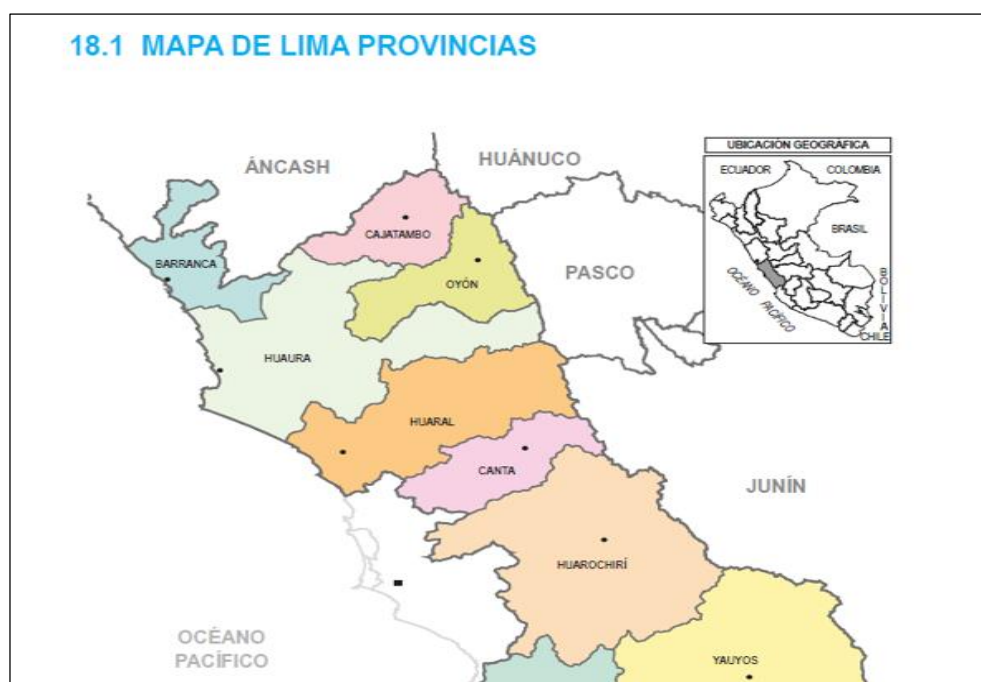 18.1 MAPA DE LIMA PROVINCIAS
UBICACIÓN GEOGRÁFICA
ECUADOR
COLOMBIA
BRASIL
BOLIVIA
OCÉANO PACÍFICO
CHILE
ÁNCASH
HUÁNUCO
CAJATAMBO
BARRANCA
PASCO
OYÓN
HUAURA
HUARAL
CANTA
JUNÍN
HUAROCHIRÍ
OCÉANO
PACÍFICO
YAUYOS